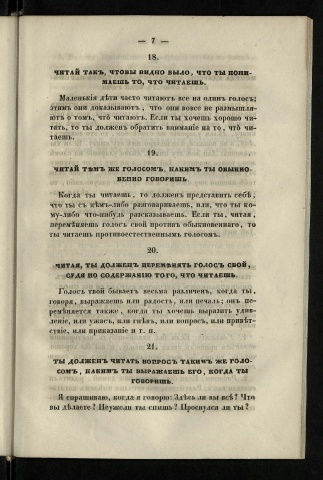 — 7 —
18.
ЧИТАЙ ТАКЪ, ЧТОБЫ ВИДНО БЫЛО, ЧТО ТЫ ПОНИ-
МАЕШЬ ТО, ЧТО ЧИТАЕШЬ.
Маленькія дѣти часто читаютъ все на одинъ голосъ;
этимъ они доказываютъ, что они вовсе не размышля-
ютъ о томъ, что́ читаютъ. Если ты хочешь хорошо чи-
тать, то ты долженъ обратить вниманіе на то, что́ чи-
таешь.
19.
ЧИТАЙ ТѢМЪ ЖЕ ГОЛОСОМЪ, КАКИМЪ ТЫ ОБЫКНО-
ВЕННО ГОВОРИШЬ.
Когда ты читаешь, то долженъ представить себѣ,
что ты съ кѣмъ-либо разговариваешь, или, что ты ко-
му-либо что-нибудь разсказываешь. Если ты, читая,
перемѣняешь голосъ свой противъ обыкновеннаго, то
ты читаешь противоестественнымъ голосомъ.
20.
ЧИТАЯ, ТЫ ДОЛЖЕНЪ ПЕРЕМѢНЯТЬ ГОЛОСЪ СВОЙ,
СУДЯ ПО СОДЕРЖАНІЮ ТОГО, ЧТО ЧИТАЕШЬ.
Голосъ твой бываетъ весьма различенъ, когда ты,
говоря, выражаешь или радость, или печаль; онъ пе-
ремѣняется также, когда ты хочешь выразить удив-
леніе, или ужасъ, или гнѣвъ, или вопросъ, или привѣт-
ствіе, или приказаніе и т. п.
21.
ТЫ ДОЛЖЕНЪ ЧИТАТЬ ВОПРОСЪ ТАКИМЪ ЖЕ ГОЛО-
СОМЪ, КАКИМЪ ТЫ ВЫРАЖАЕШЬ ЕГО, КОГДА ТЫ
ГОВОРИШЬ.
Я спрашиваю, когда я говорю: Здѣсь ли вы всѣ? Что
вы дѣлаете? Неужели ты спишь? Проснулся ли ты?